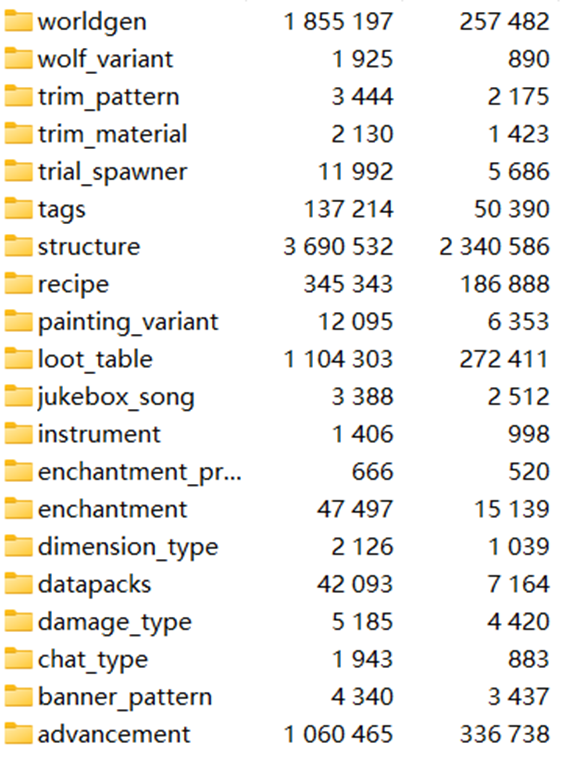 worldgen 1 855 197 257 482
wolf_variant 1 925 890
trim_pattern 3 444 2 175
trim_material 2 130 1 423
trial_spawner 11 992 5 686
tags 137 214 50 390
structure 3 690 532 2 340 586
recipe 345 343 186 888
painting_variant 12 095 6 353
loot_table 1 104 303 272 411
jukebox_song 3 388 2 512
instrument 1 406 998
enchantment_pr... 666 520
enchantment 47 497 15 139
dimension_type 2 126 1 039
datapacks 42 093 7 164
damage_type 5 185 4 420
chat_type 1 943 883
banner_pattern 4 340 3 437
advancement 1 060 465 336 738